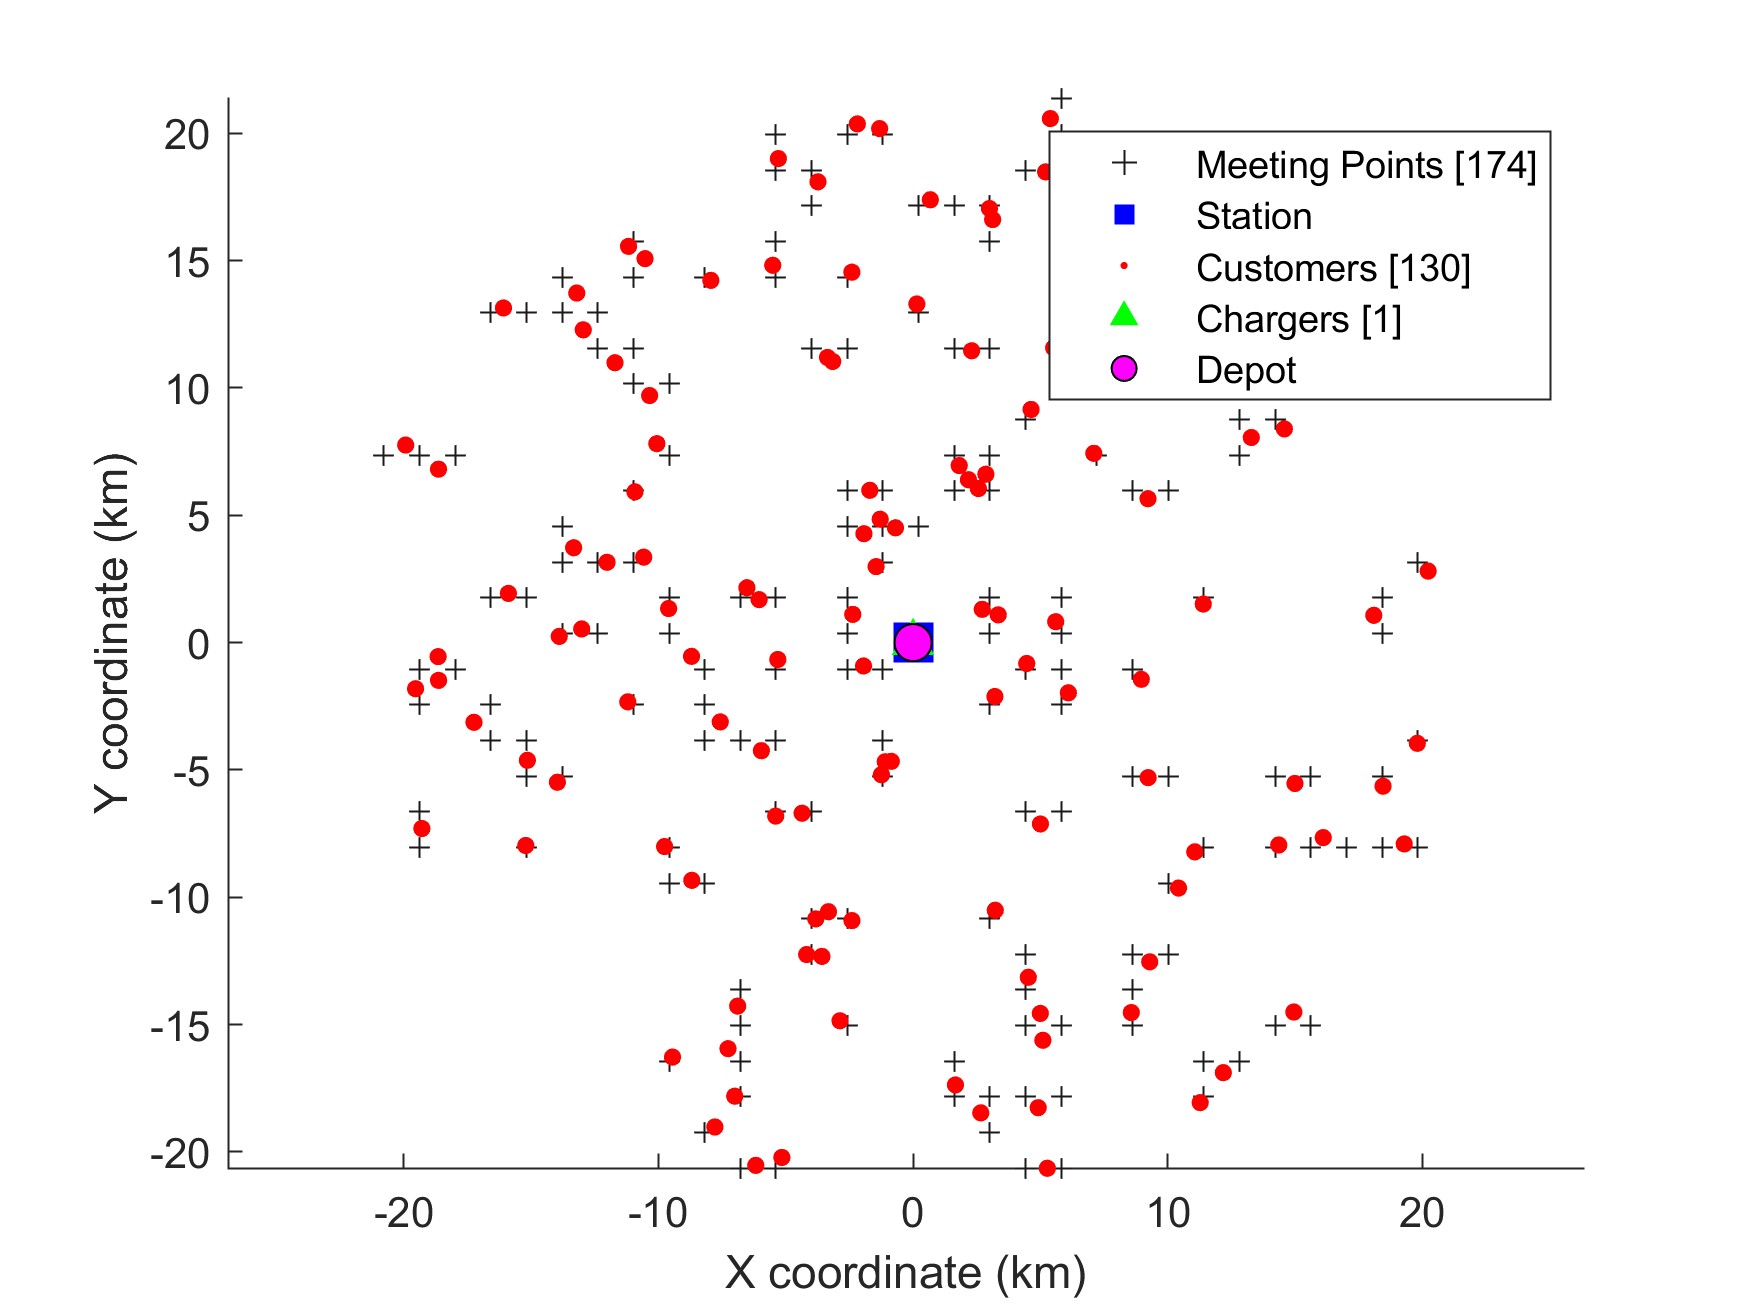 20
15
10
5
0
-5
-10
-15
-20
Y coordinate (km)
Meeting Points [174]
Station
Customers [130]
Chargers [1]
Depot
-20 -10 0 10 20
X coordinate (km)